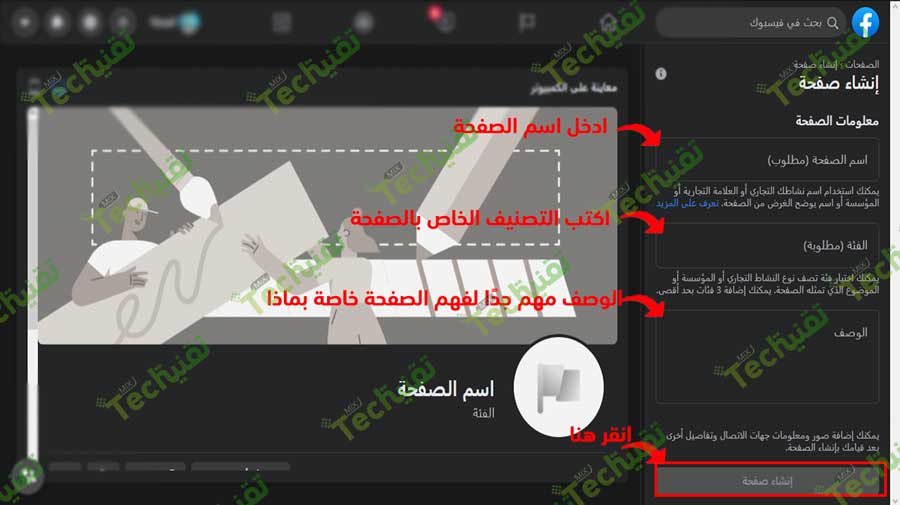 بحث في فيسبوك
الصفحات › إنشاء صفحة
إنشاء صفحة
معلومات الصفحة
اسم الصفحة (مطلوب)
يمكنك استخدام اسم نشاطك التجاري أو العلامة التجارية أو
المؤسسة أو اسم يوضح الغرض من الصفحة. تعرف على المزيد
الفئة (مطلوبة)
يمكنك اختيار فئة تصف نوع النشاط التجاري أو المؤسسة أو
الموضوع الذي تمثله الصفحة. يمكنك إضافة 3 فئات بحد أقصى.
الوصف
يمكنك إضافة صور ومعلومات جهات الاتصال وتفاصيل أخرى
بعد قيامك بإنشاء الصفحة.
إنشاء صفحة
معاينة على الكمبيوتر
ادخل اسم الصفحة
اكتب التصنيف الخاص بالصفحة
الوصف مهم جدًا لفهم الصفحة خاصة بماذا
اسم الصفحة
الفئة
انقر هنا
تقنية Tech MIX